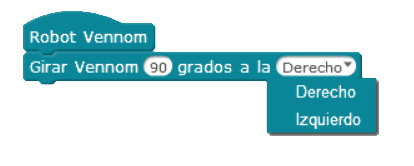 Robot Vennom
Girar Vennom 90 grados a la Derecho
Derecho
Izquierdo